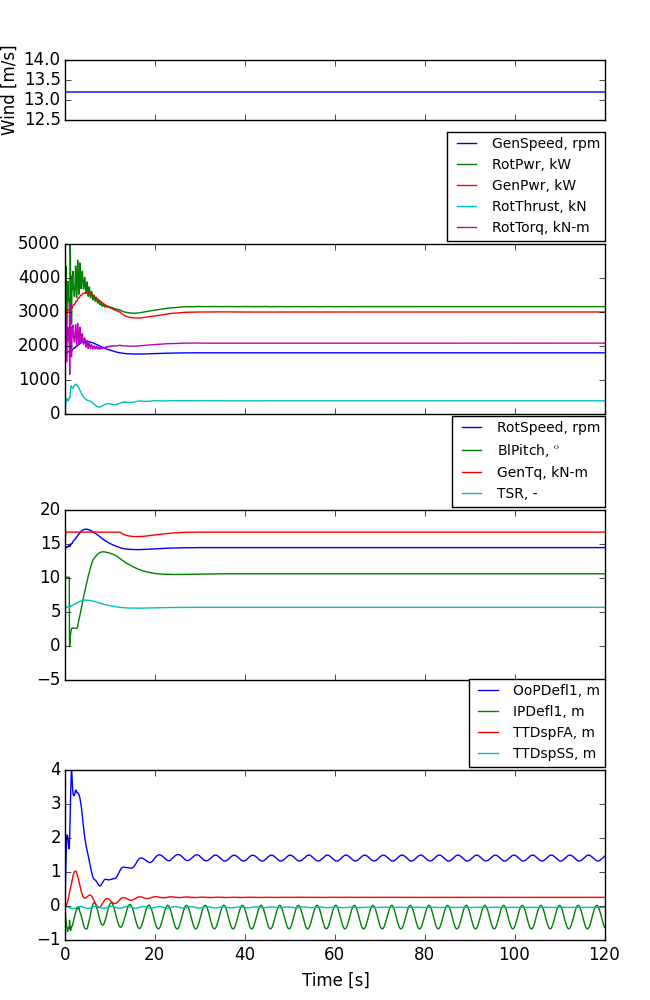 Wind [m/s]
14.0
13.5
13.0
12.5
GenSpeed, rpm
RotPwr, kW
GenPwr, kW
RotThrust, kN
RotTorq, kN-m
5000
4000
3000
2000
1000
0
RotSpeed, rpm
BlPitch, °
GenTq, kN-m
TSR, -
20
15
10
5
0
−5
OoPDefl1, m
IPDefl1, m
TTDspFA, m
TTDspSS, m
4
3
2
1
0
−1
0 20 40 60 80 100 120
Time [s]